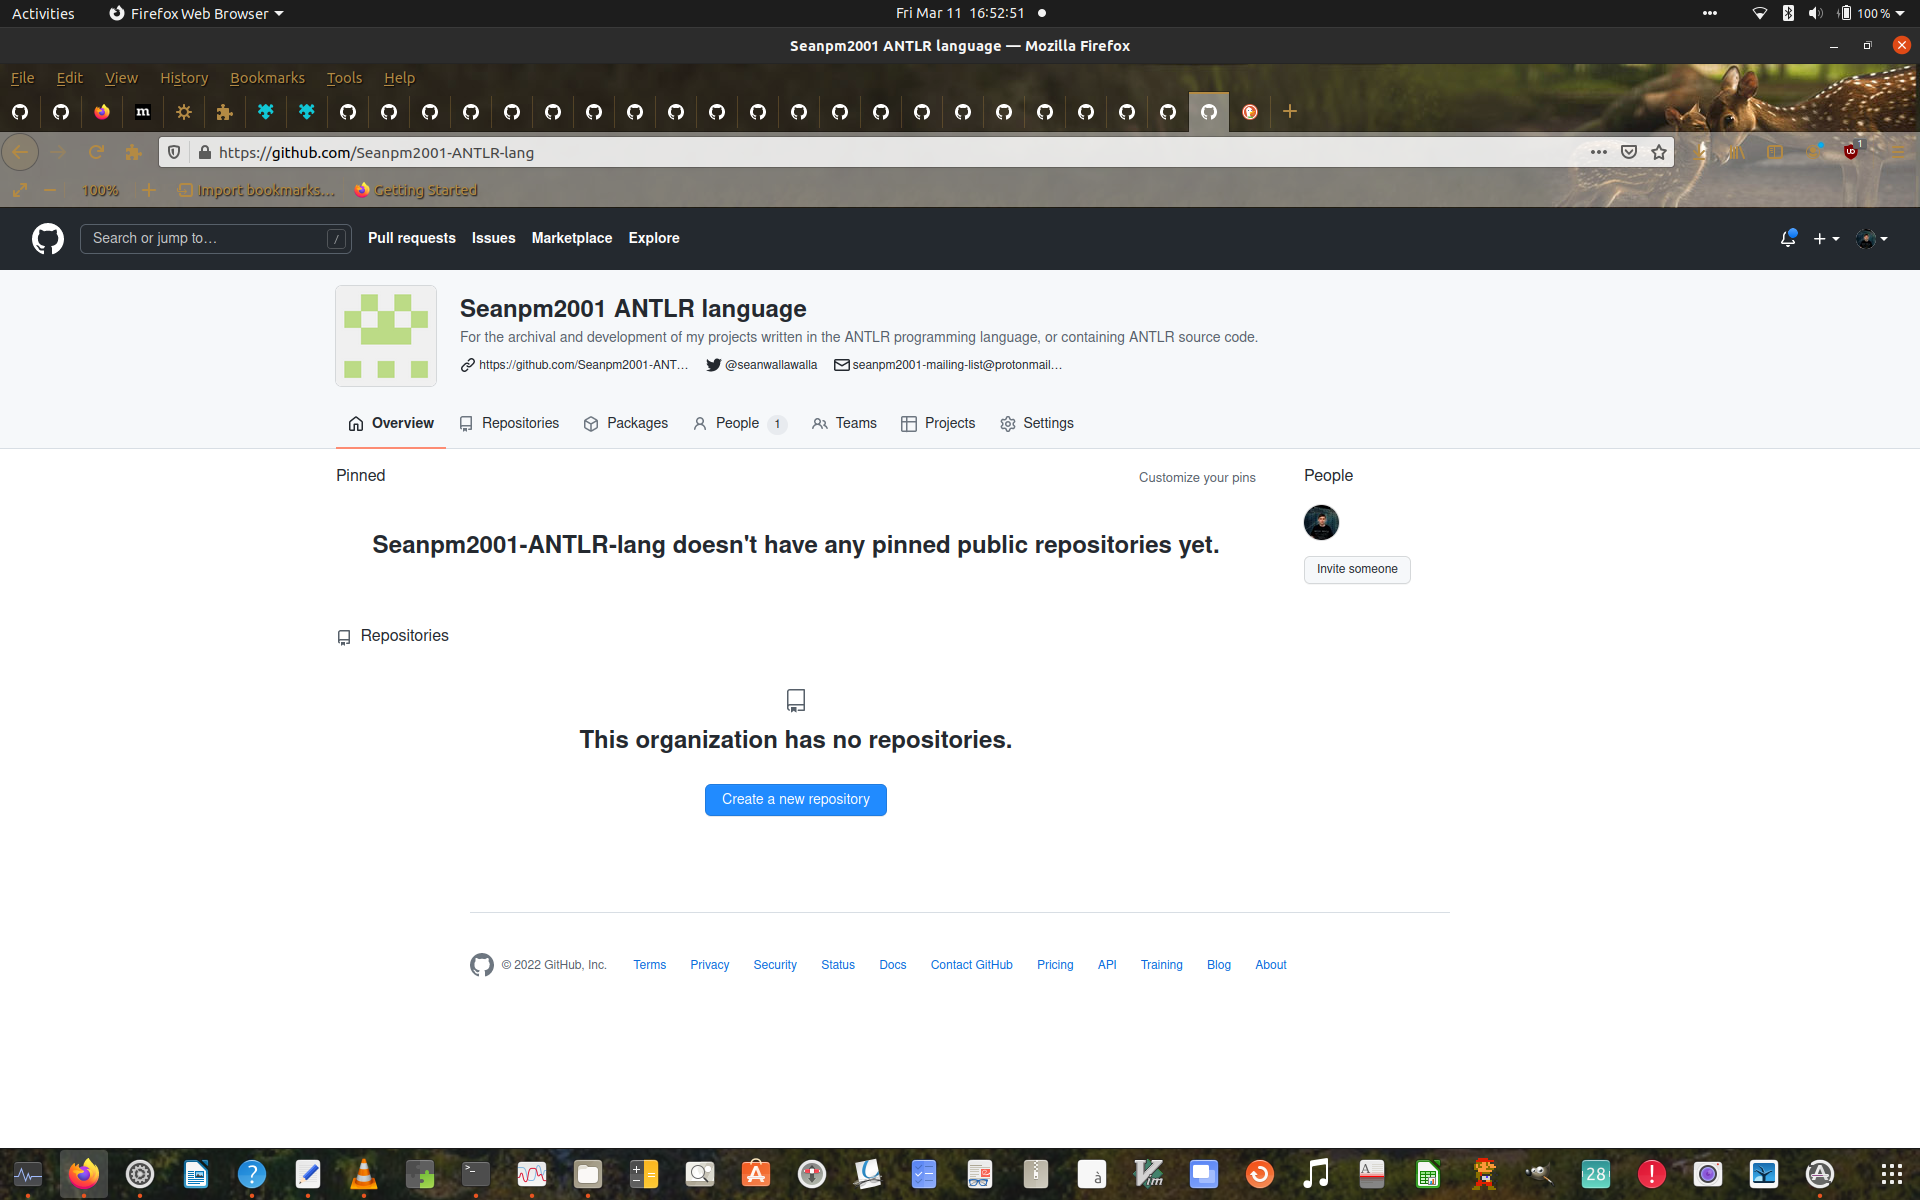 Activities
Firefox Web Browser
Fri Mar 11 16:52:51
100 %
Seanpm2001 ANTLR language — Mozilla Firefox
File Edit View History Bookmarks Tools Help
m
https://github.com/Seanpm2001-ANTLR-lang
1
100%
Import bookmarks...
Getting Started
Search or jump to...
/
Pull requests Issues Marketplace Explore
Seanpm2001 ANTLR language
For the archival and development of my projects written in the ANTLR programming language, or containing ANTLR source code.
https://github.com/Seanpm2001-ANT...
@seanwallawalla
seanpm2001-mailing-list@protonmail...
Overview
Repositories
Packages
People 1
Teams
Projects
Settings
Pinned
Customize your pins
People
Seanpm2001-ANTLR-lang doesn't have any pinned public repositories yet.
Invite someone
Repositories
This organization has no repositories.
Create a new repository
© 2022 GitHub, Inc. Terms Privacy Security Status Docs Contact GitHub Pricing API Training Blog About
?
>_
à
Vim
A
28
!